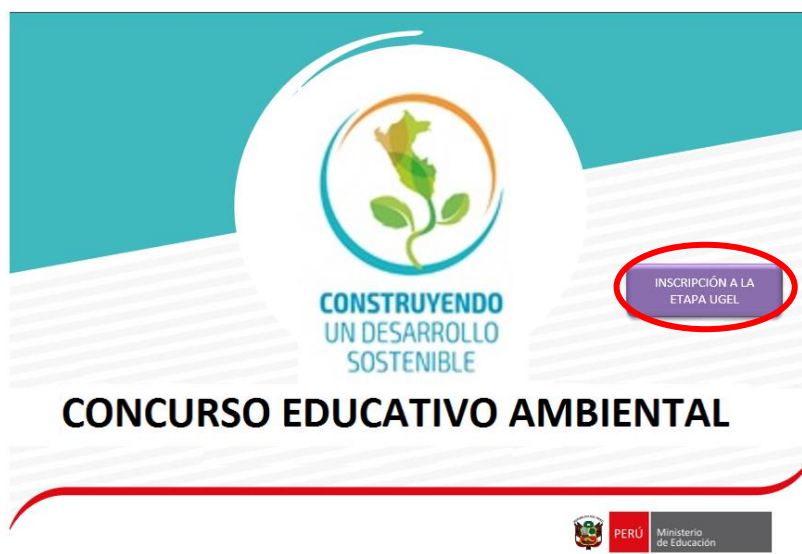 CONSTRUYENDO
UN DESARROLLO
SOSTENIBLE
INSCRIPCIÓN A LA
ETAPA UGEL
CONCURSO EDUCATIVO AMBIENTAL
PERÚ
Ministerio
de Educación